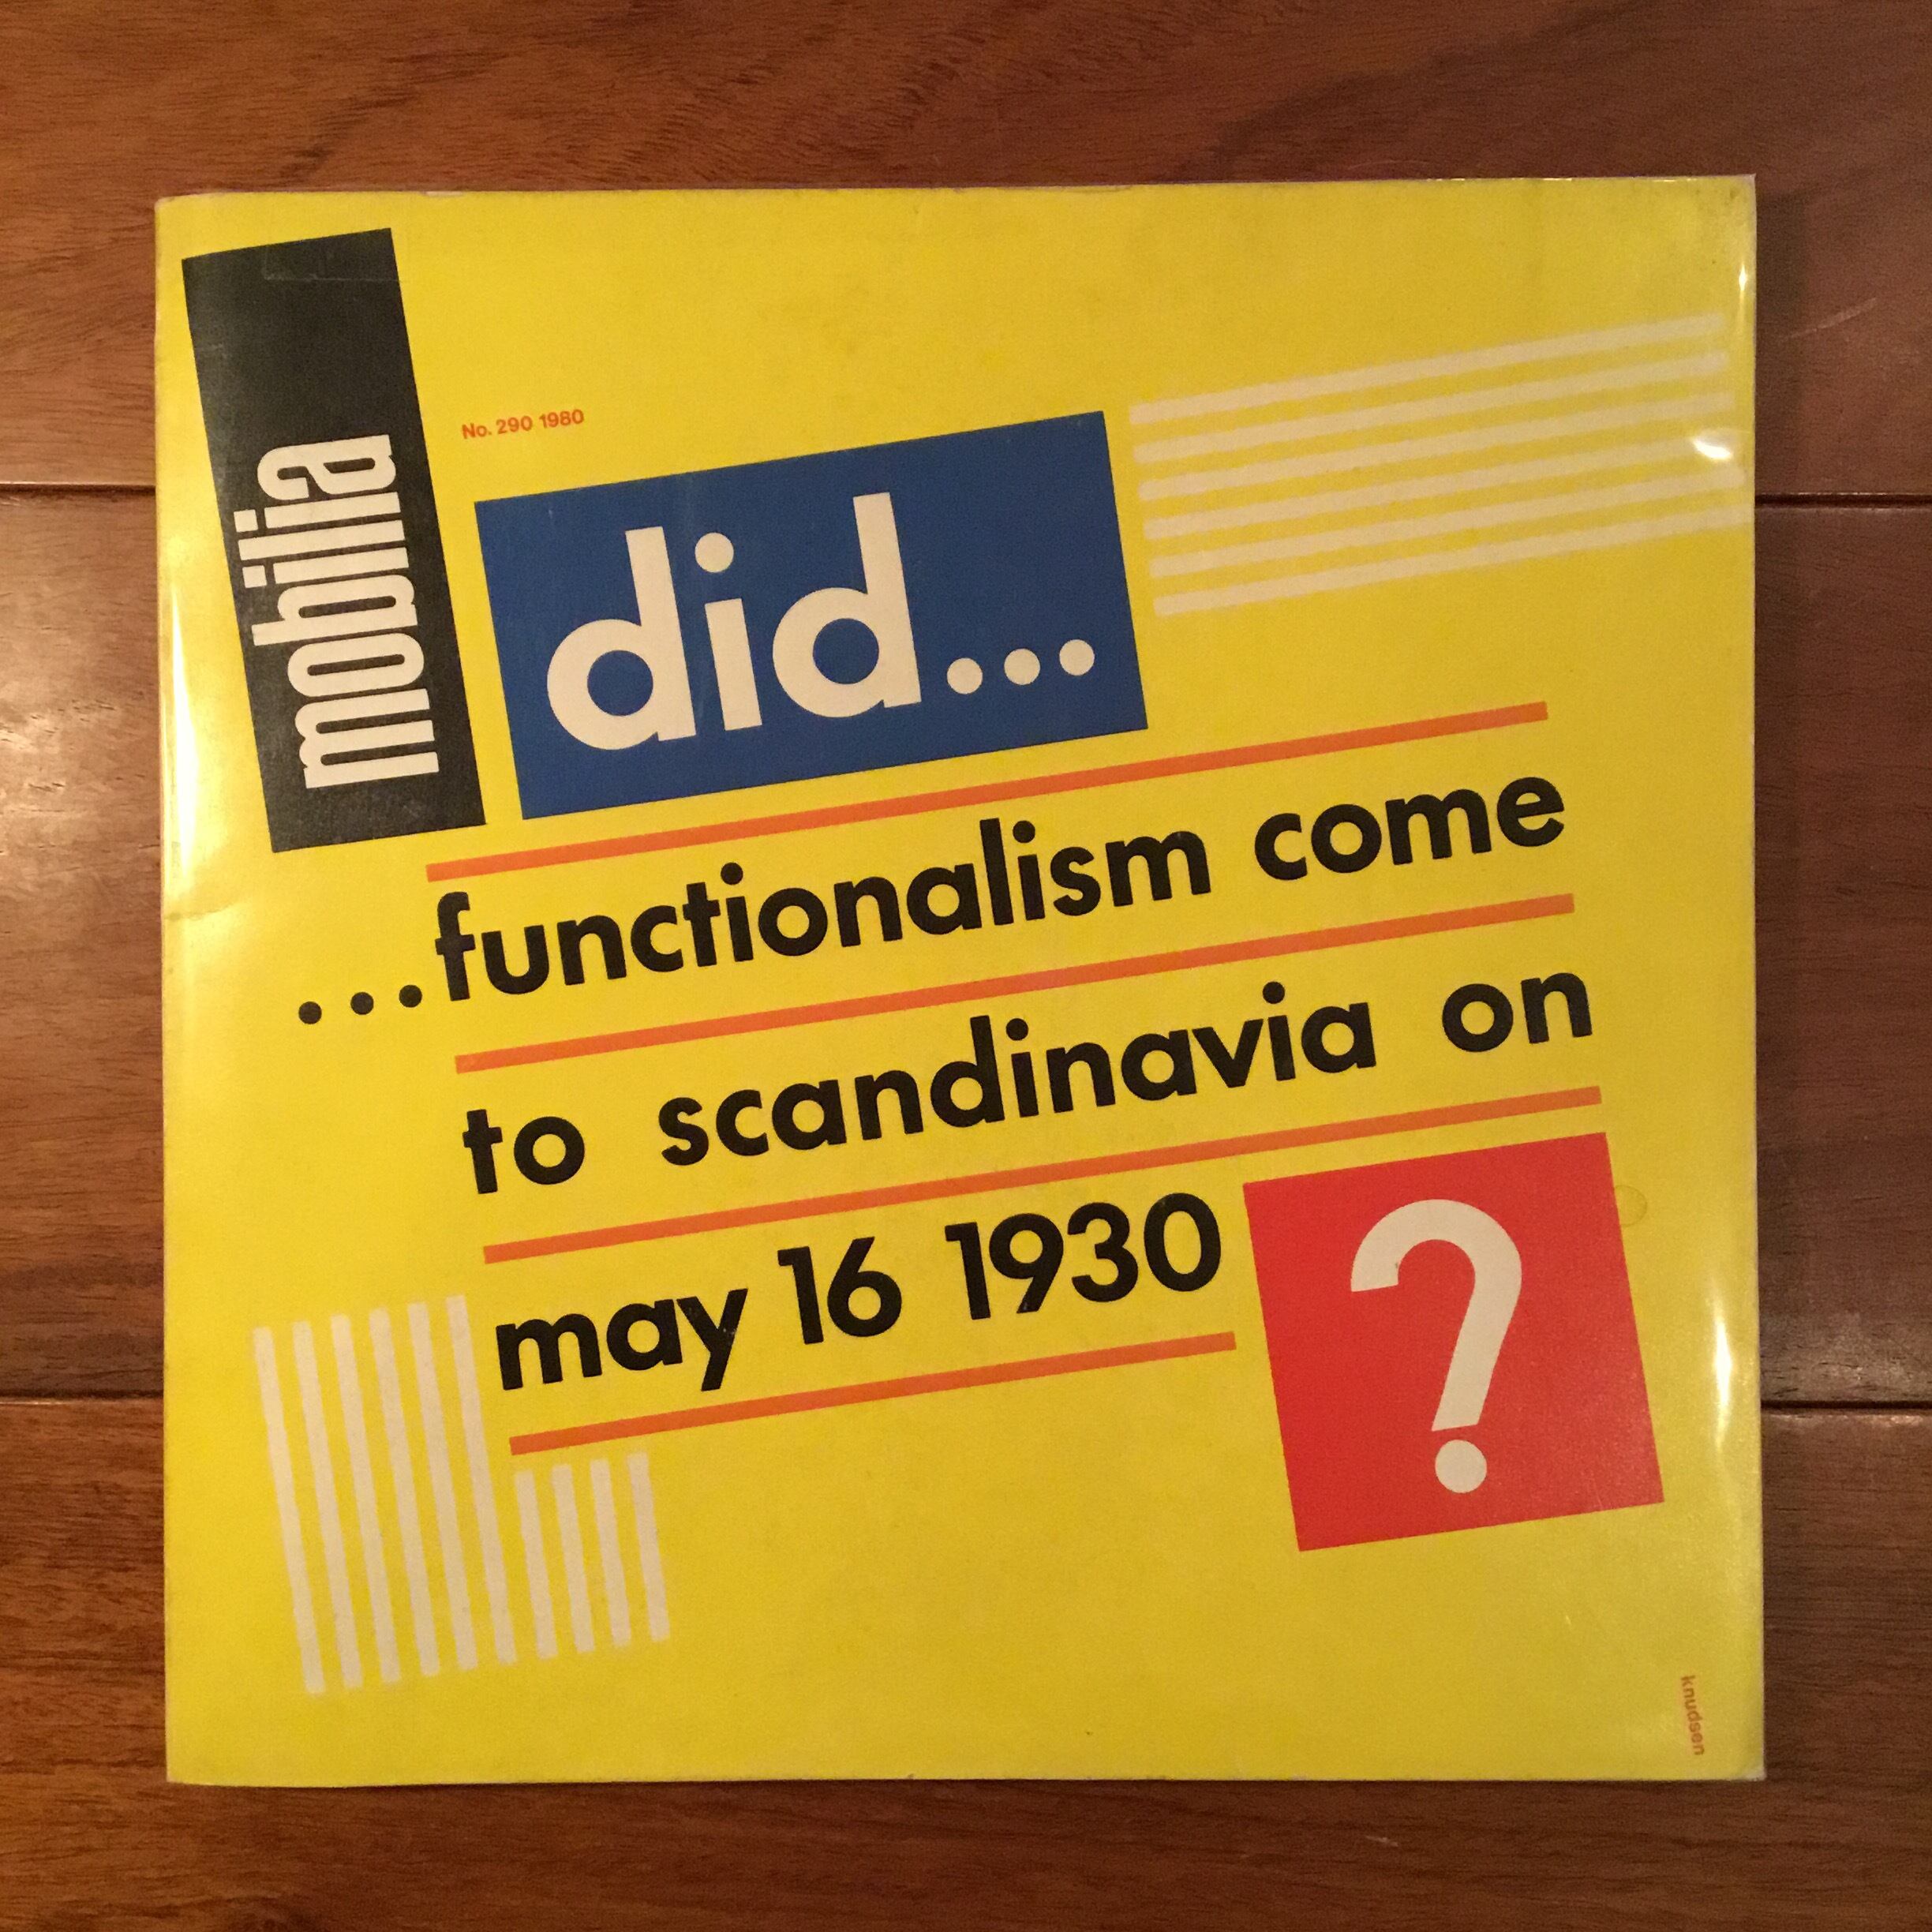 mobilia
No. 290 1980
did...
...functionalism come
to scandinavia on
may 16 1930
?
knudsen